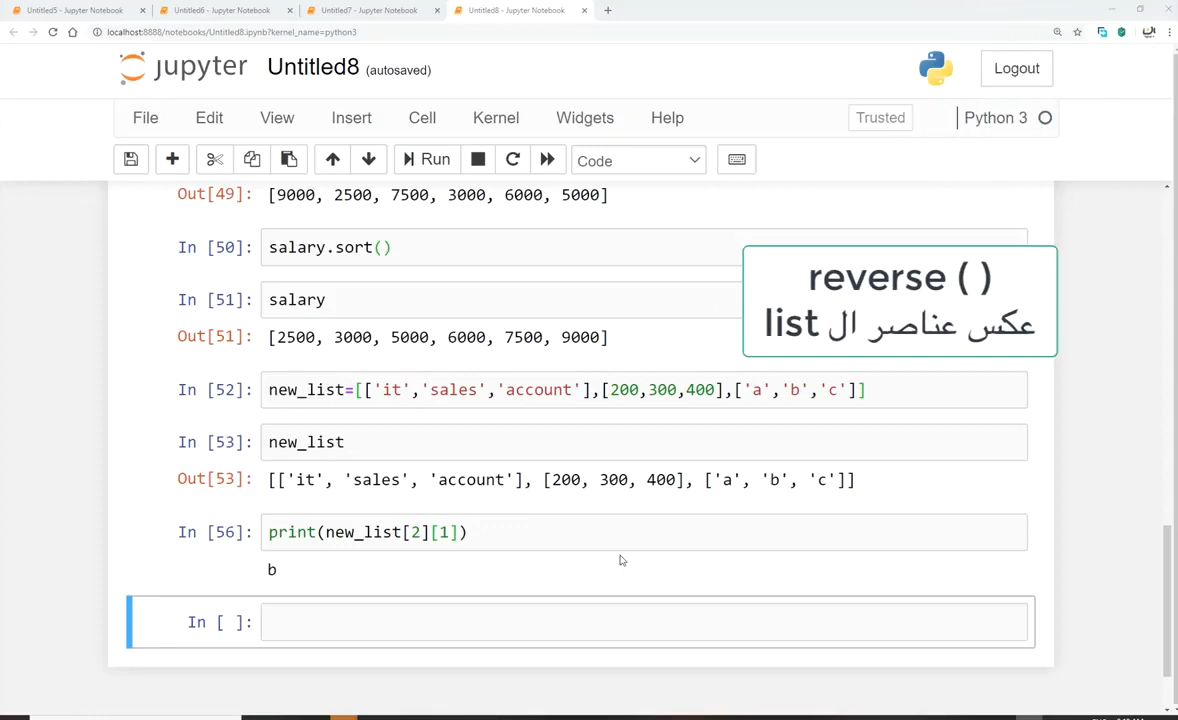 Untitled5 - Jupyter Notebook
Untitled6 - Jupyter Notebook
Untitled7 - Jupyter Notebook
Untitled8 - Jupyter Notebook
localhost:8888/notebooks/Untitled8.ipynb?kernel_name=python3
jupyter Untitled8 (autosaved)
Logout
File Edit View Insert Cell Kernel Widgets Help
Trusted
Python 3
Run
Code
Out[49]: [9000, 2500, 7500, 3000, 6000, 5000]
In [50]: salary.sort()
reverse ( )
عكس عناصر ال list
In [51]: salary
Out[51]: [2500, 3000, 5000, 6000, 7500, 9000]
In [52]: new_list=[['it','sales','account'],[200,300,400],['a','b','c']]
In [53]: new_list
Out[53]: [['it', 'sales', 'account'], [200, 300, 400], ['a', 'b', 'c']]
In [56]: print(new_list[2][1])
b
In [ ]: